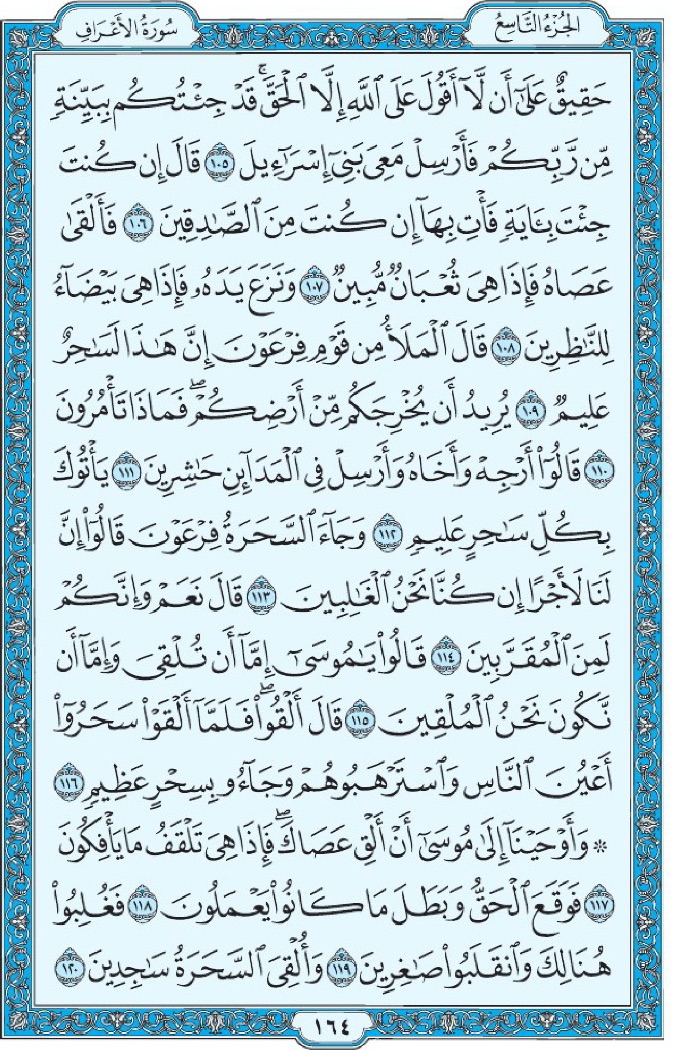 الجُزْءُ التَّاسِعُ
سُورَةُ الأَعْرَافِ
حَقِيقٌ عَلَىٰٓ أَن لَّآ أَقُولَ عَلَى ٱللَّهِ إِلَّا ٱلْحَقَّۚ قَدْ جِئْتُكُم بِبَيِّنَةٍ
مِّن رَّبِّكُمْ فَأَرْسِلْ مَعِيَ بَنِيٓ إِسْرَٰٓءِيلَ ١٠٥ قَالَ إِن كُنتَ
جِئْتَ بِـَٔايَةٍ فَأْتِ بِهَآ إِن كُنتَ مِنَ ٱلصَّٰدِقِينَ ١٠٦ فَأَلْقَىٰ
عَصَاهُ فَإِذَا هِيَ ثُعْبَانٌ مُّبِينٌ ١٠٧ وَنَزَعَ يَدَهُۥ فَإِذَا هِيَ بَيْضَآءُ
لِلنَّٰظِرِينَ ١٠٨ قَالَ ٱلْمَلَأُ مِن قَوْمِ فِرْعَوْنَ إِنَّ هَٰذَا لَسَٰحِرٌ
عَلِيمٌ ١٠٩ يُرِيدُ أَن يُخْرِجَكُم مِّنْ أَرْضِكُمْۖ فَمَاذَا تَأْمُرُونَ
١١٠ قَالُوٓا۟ أَرْجِهْ وَأَخَاهُ وَأَرْسِلْ فِي ٱلْمَدَآئِنِ حَٰشِرِينَ ١١١ يَأْتُوكَ
بِكُلِّ سَٰحِرٍ عَلِيمٍ ١١٢ وَجَآءَ ٱلسَّحَرَةُ فِرْعَوْنَ قَالُوٓا۟ إِنَّ
لَنَا لَأَجْرًا إِن كُنَّا نَحْنُ ٱلْغَٰلِبِينَ ١١٣ قَالَ نَعَمْ وَإِنَّكُمْ
لَمِنَ ٱلْمُقَرَّبِينَ ١١٤ قَالُوا۟ يَٰمُوسَىٰٓ إِمَّآ أَن تُلْقِيَ وَإِمَّآ أَن
نَّكُونَ نَحْنُ ٱلْمُلْقِينَ ١١٥ قَالَ أَلْقُوا۟ۖ فَلَمَّآ أَلْقَوْا۟ سَحَرُوٓا۟
أَعْيُنَ ٱلنَّاسِ وَٱسْتَرْهَبُوهُمْ وَجَآءُو بِسِحْرٍ عَظِيمٍ ١١٦
۞ وَأَوْحَيْنَآ إِلَىٰ مُوسَىٰٓ أَنْ أَلْقِ عَصَاكَۖ فَإِذَا هِيَ تَلْقَفُ مَا يَأْفِكُونَ
١١٧ فَوَقَعَ ٱلْحَقُّ وَبَطَلَ مَا كَانُوا۟ يَعْمَلُونَ ١١٨ فَغُلِبُوا۟
هُنَالِكَ وَٱنقَلَبُوا۟ صَٰغِرِينَ ١١٩ وَأُلْقِيَ ٱلسَّحَرَةُ سَٰجِدِينَ ١٢٠
١٦٤